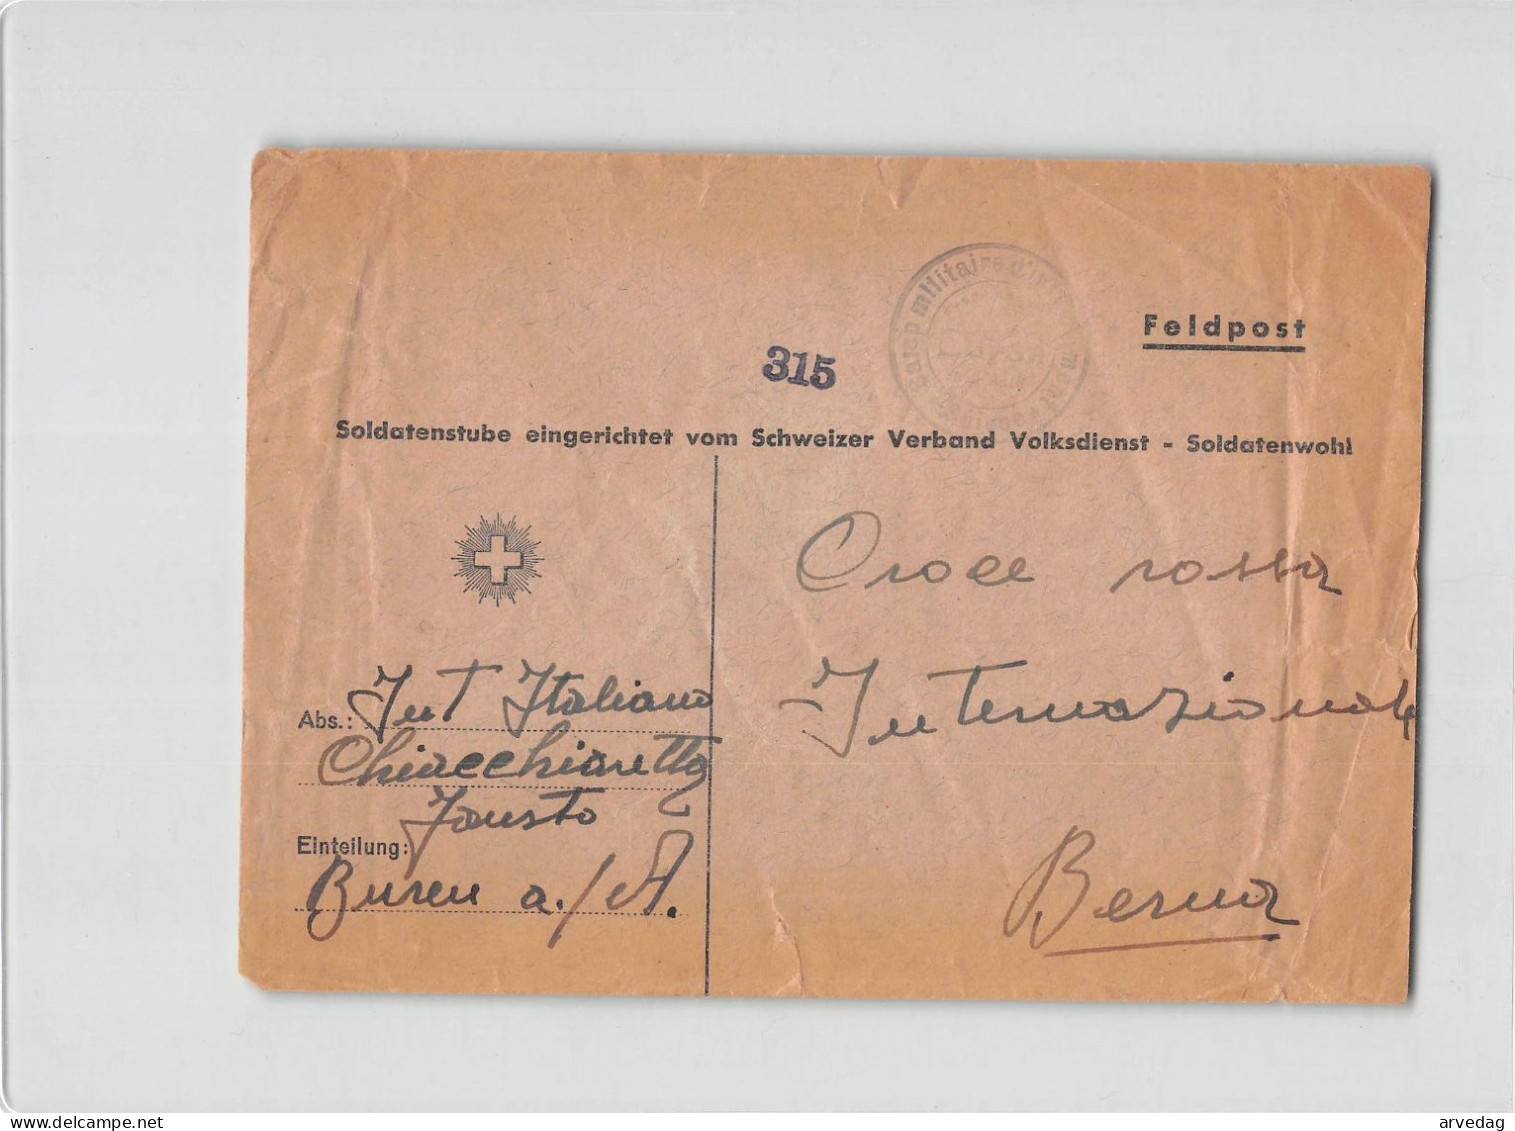 militaire
Feldpost
315
Soldatenstube eingerichtet vom Schweizer Verband Volksdienst - Soldatenwohl
Croce rossa
Internazionale
Berna
Abs.: Int Italiano
Chiacchiaretta
Fausto
Einteilung:
Buren a./A.
delcampe.net
arvedag